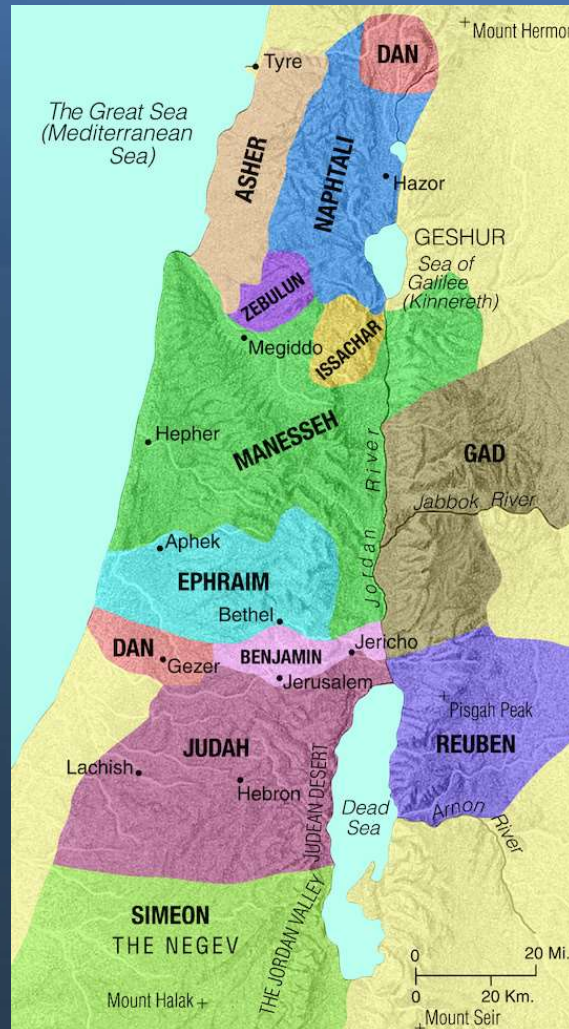 Mount Hermon
DAN
Tyre
The Great Sea
(Mediterranean
Sea)
ASHER
NAPHTALI
Hazor
GESHUR
Sea of
Galilee
(Kinnereth)
ZEBULUN
Megiddo
ISSACHAR
Hepher
MANESSEH
GAD
Jordan River
Jabbok River
Aphek
EPHRAIM
Bethel
DAN
Gezer
BENJAMIN
Jericho
Jerusalem
Pisgah Peak
JUDAH
REUBEN
Lachish
Hebron
JUDEAN DESERT
Dead
Sea
Arnon River
SIMEON
THE NEGEV
THE JORDAN VALLEY
Mount Halak
0 20 Mi.
0 20 Km.
Mount Seir